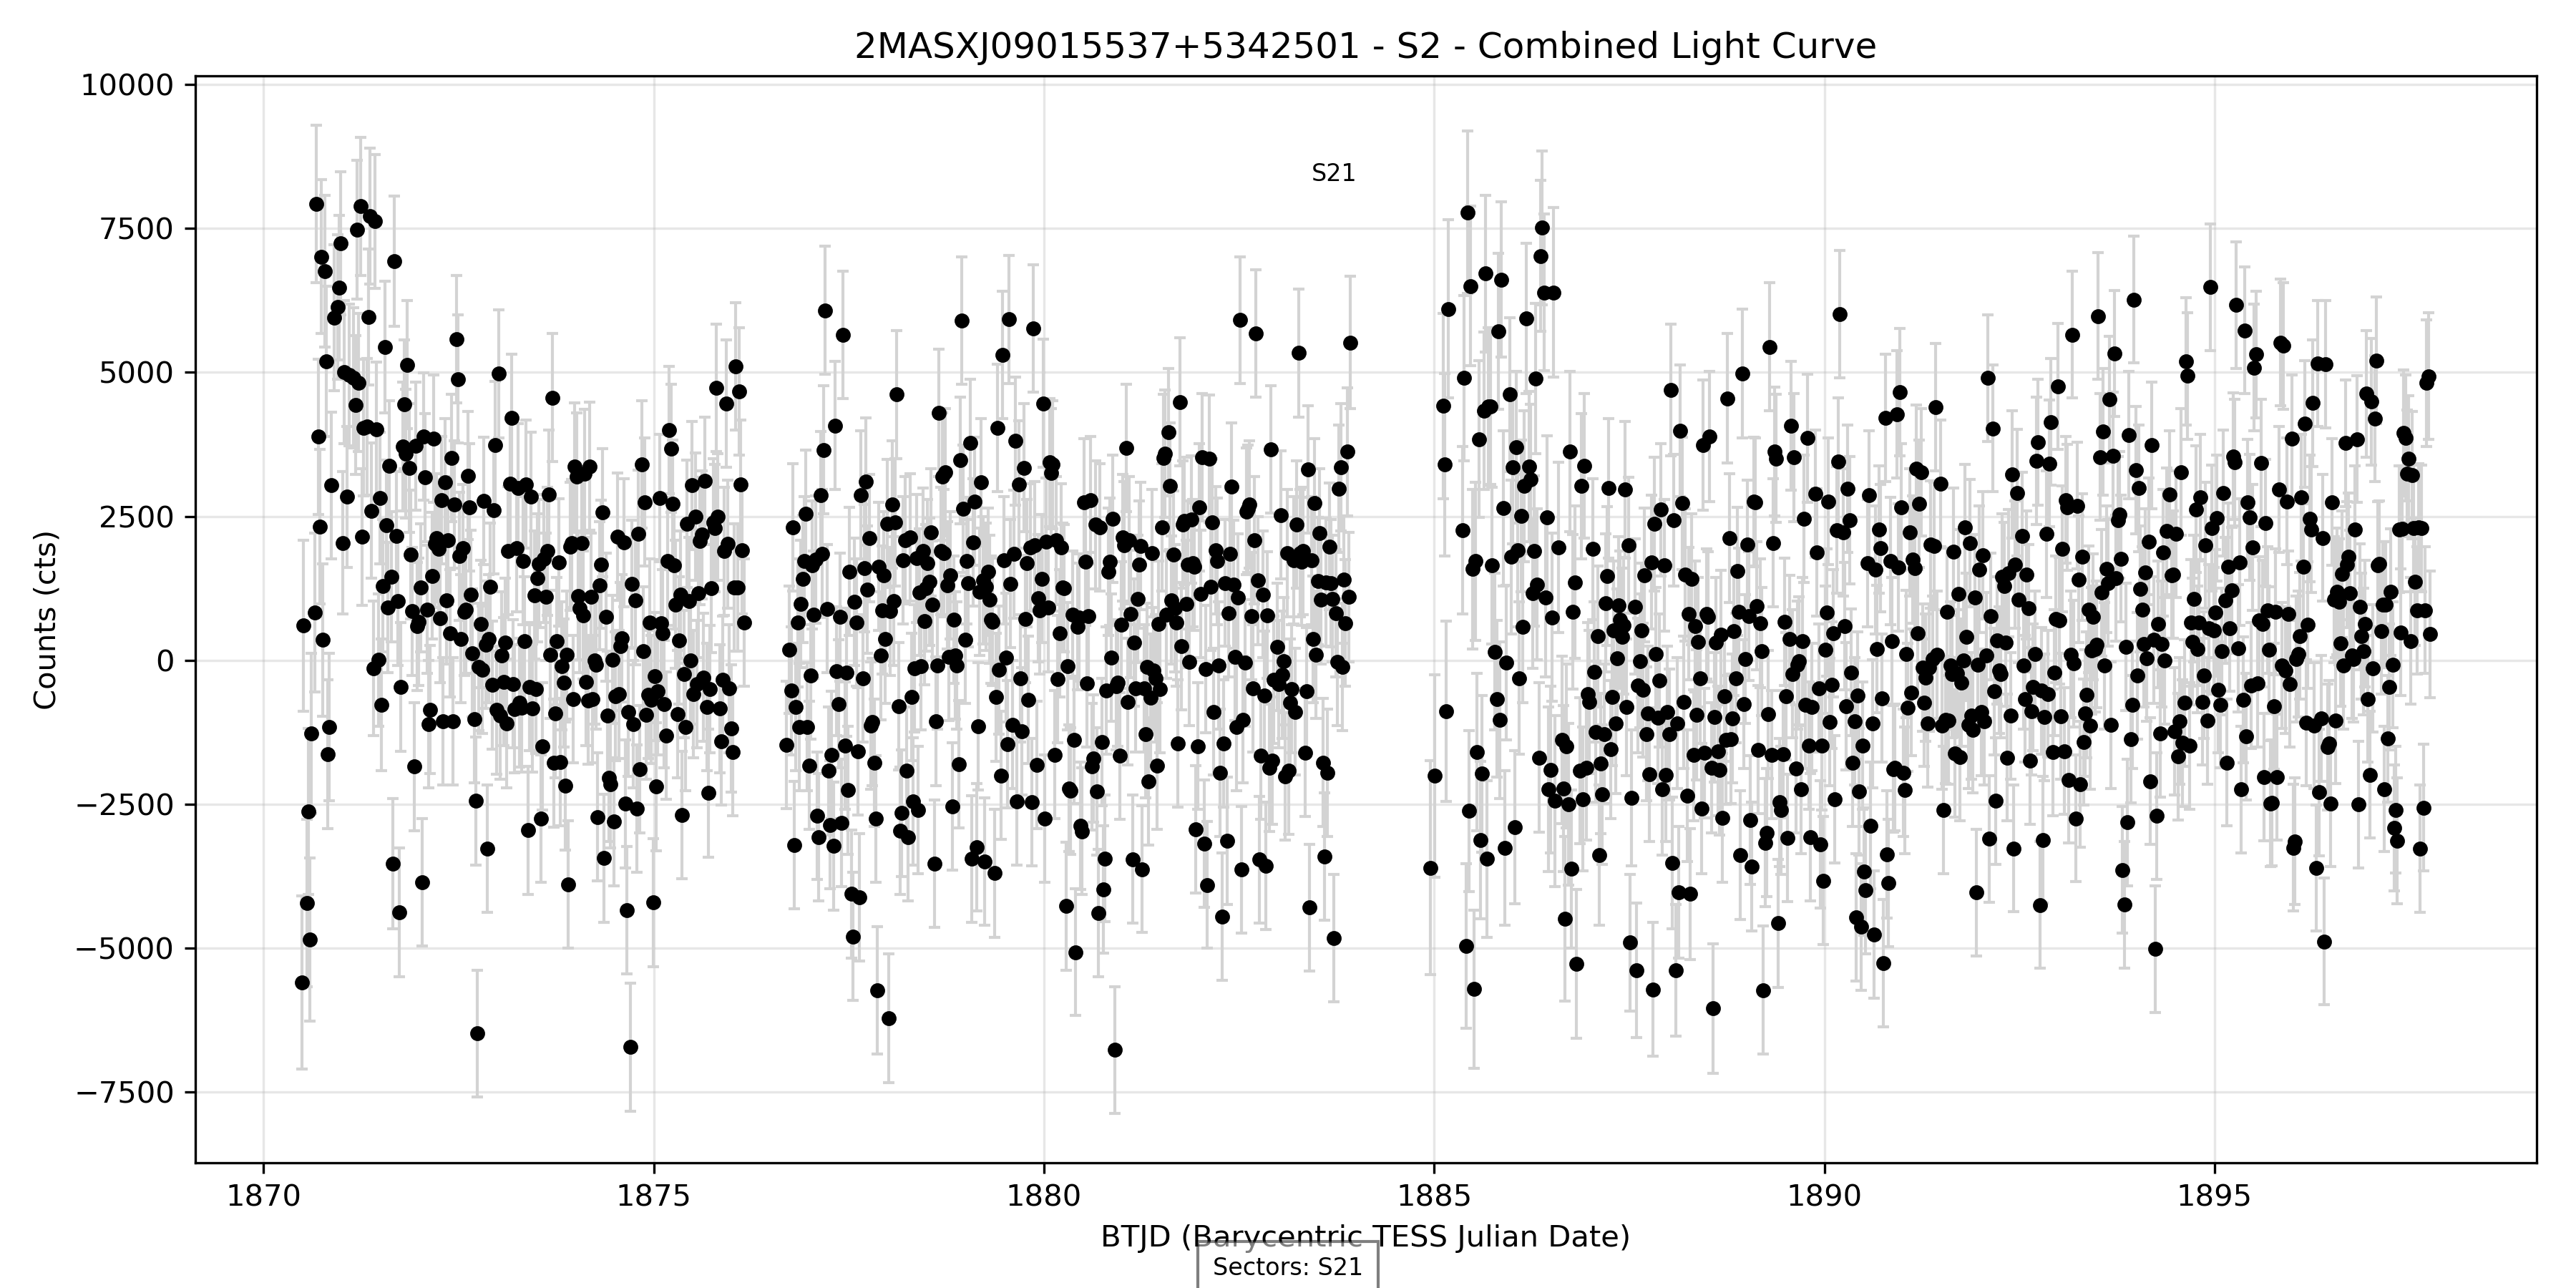 2MASXJ09015537+5342501 - S2 - Combined Light Curve
10000
7500
5000
2500
0
−2500
−5000
−7500
Counts (cts)
S21
1870 1875 1880 1885 1890 1895
BTJD (Barycentric TESS Julian Date)
Sectors: S21